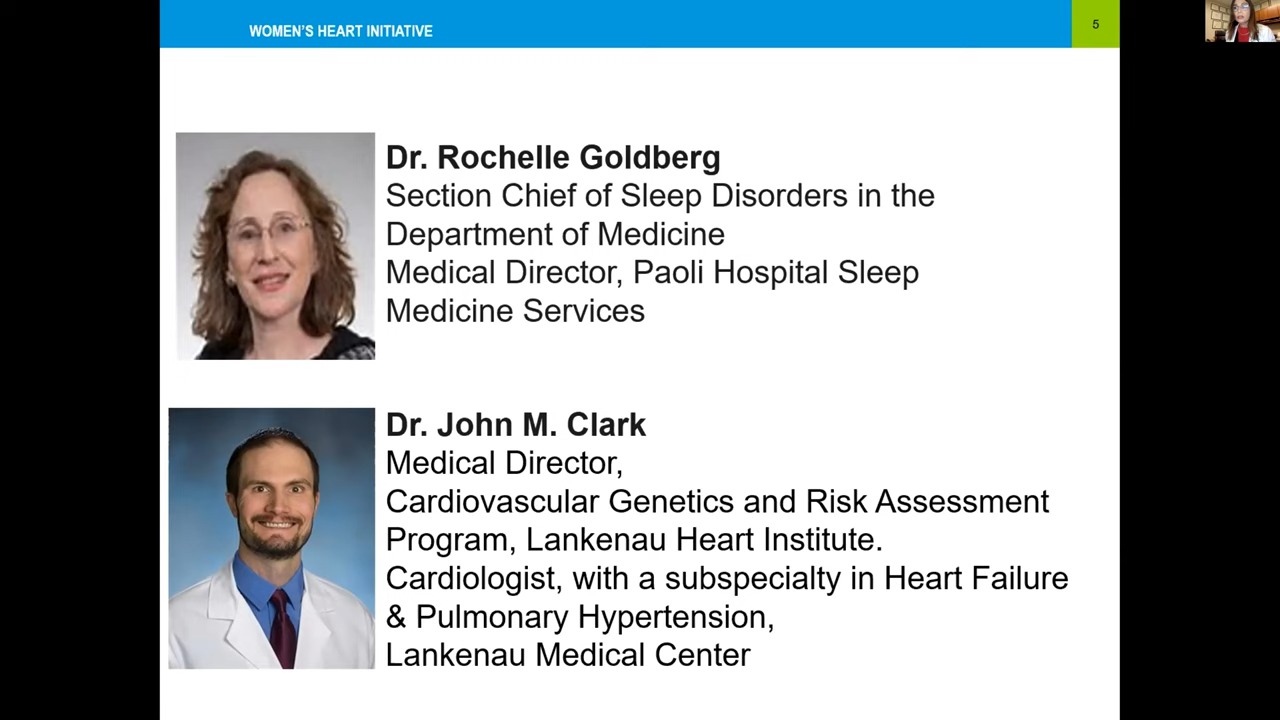 WOMEN'S HEART INITIATIVE
5
Dr. Rochelle Goldberg
Section Chief of Sleep Disorders in the
Department of Medicine
Medical Director, Paoli Hospital Sleep
Medicine Services
Dr. John M. Clark
Medical Director,
Cardiovascular Genetics and Risk Assessment
Program, Lankenau Heart Institute.
Cardiologist, with a subspecialty in Heart Failure
& Pulmonary Hypertension,
Lankenau Medical Center